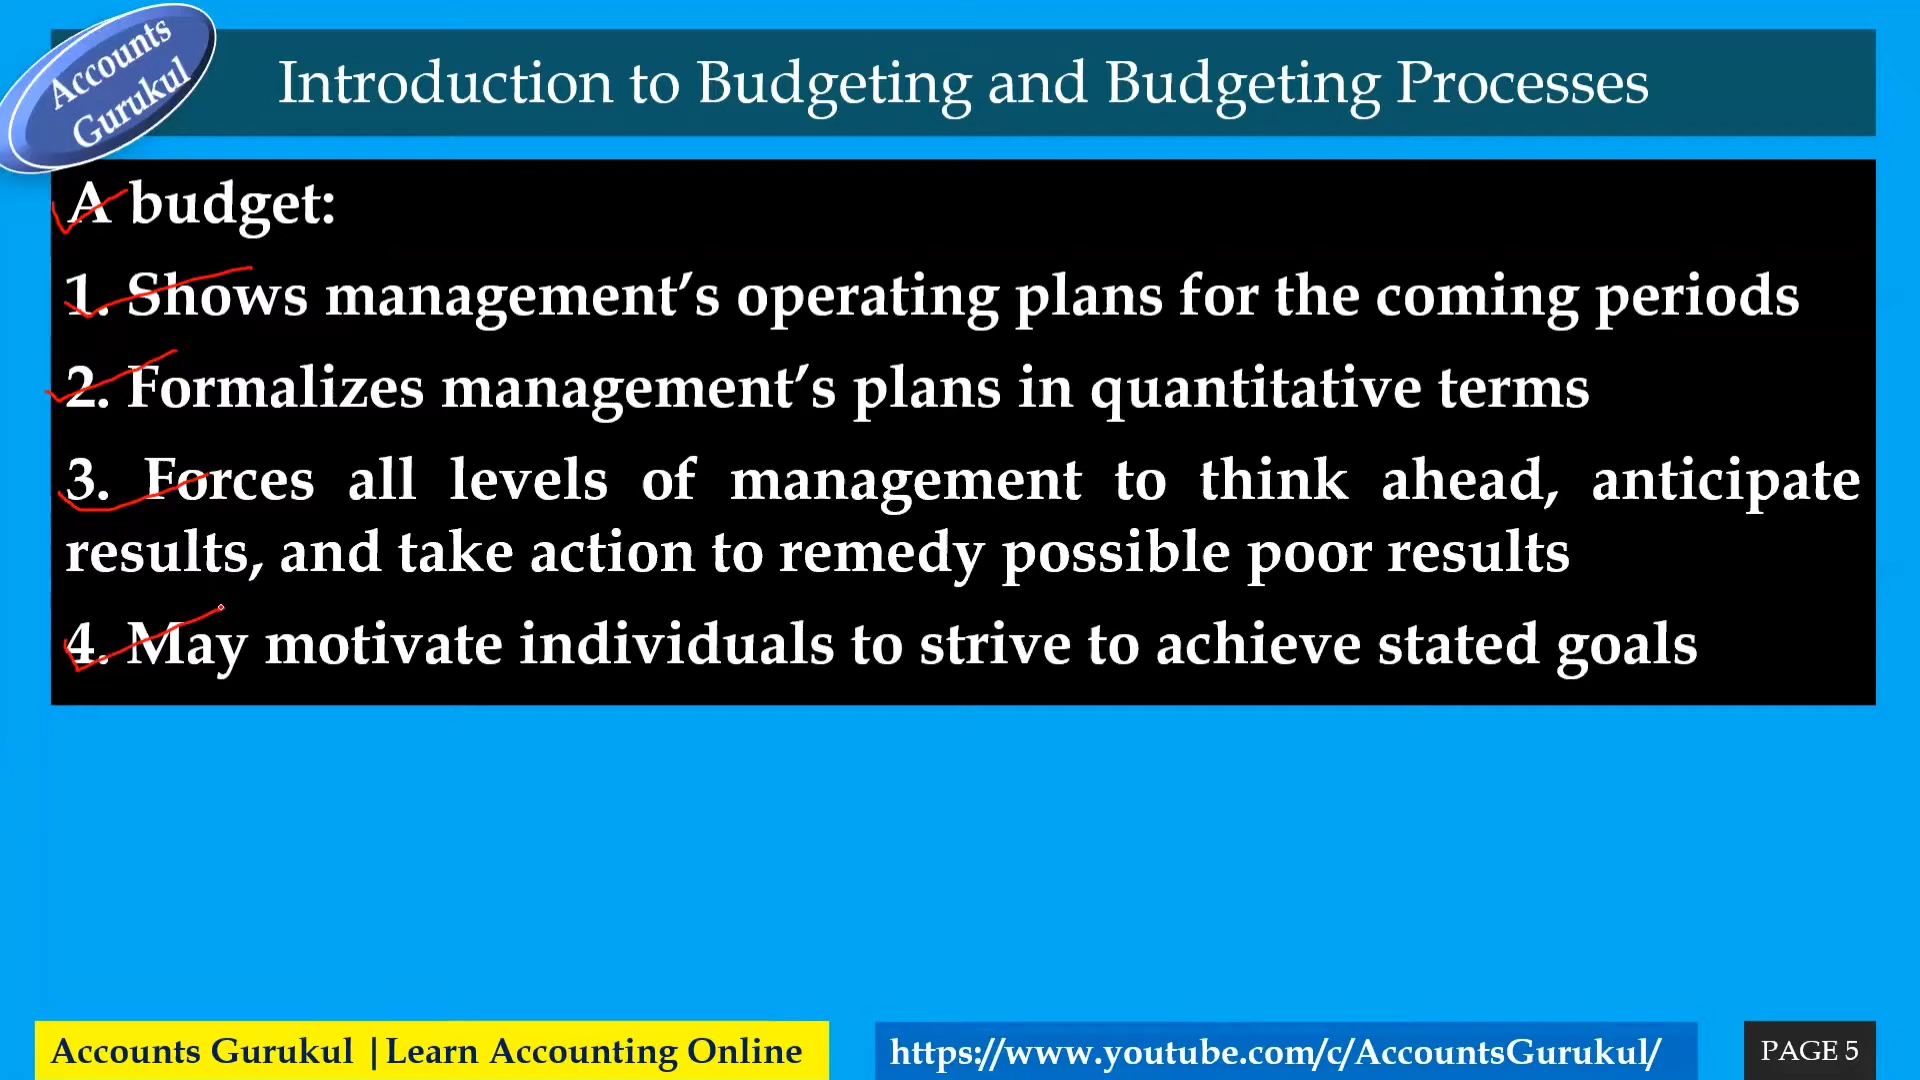 Accounts
Gurukul
Introduction to Budgeting and Budgeting Processes
A budget:
1. Shows management’s operating plans for the coming periods
2. Formalizes management’s plans in quantitative terms
3. Forces all levels of management to think ahead, anticipate
results, and take action to remedy possible poor results
4. May motivate individuals to strive to achieve stated goals
Accounts Gurukul |Learn Accounting Online
https://www.youtube.com/c/AccountsGurukul/
PAGE 5